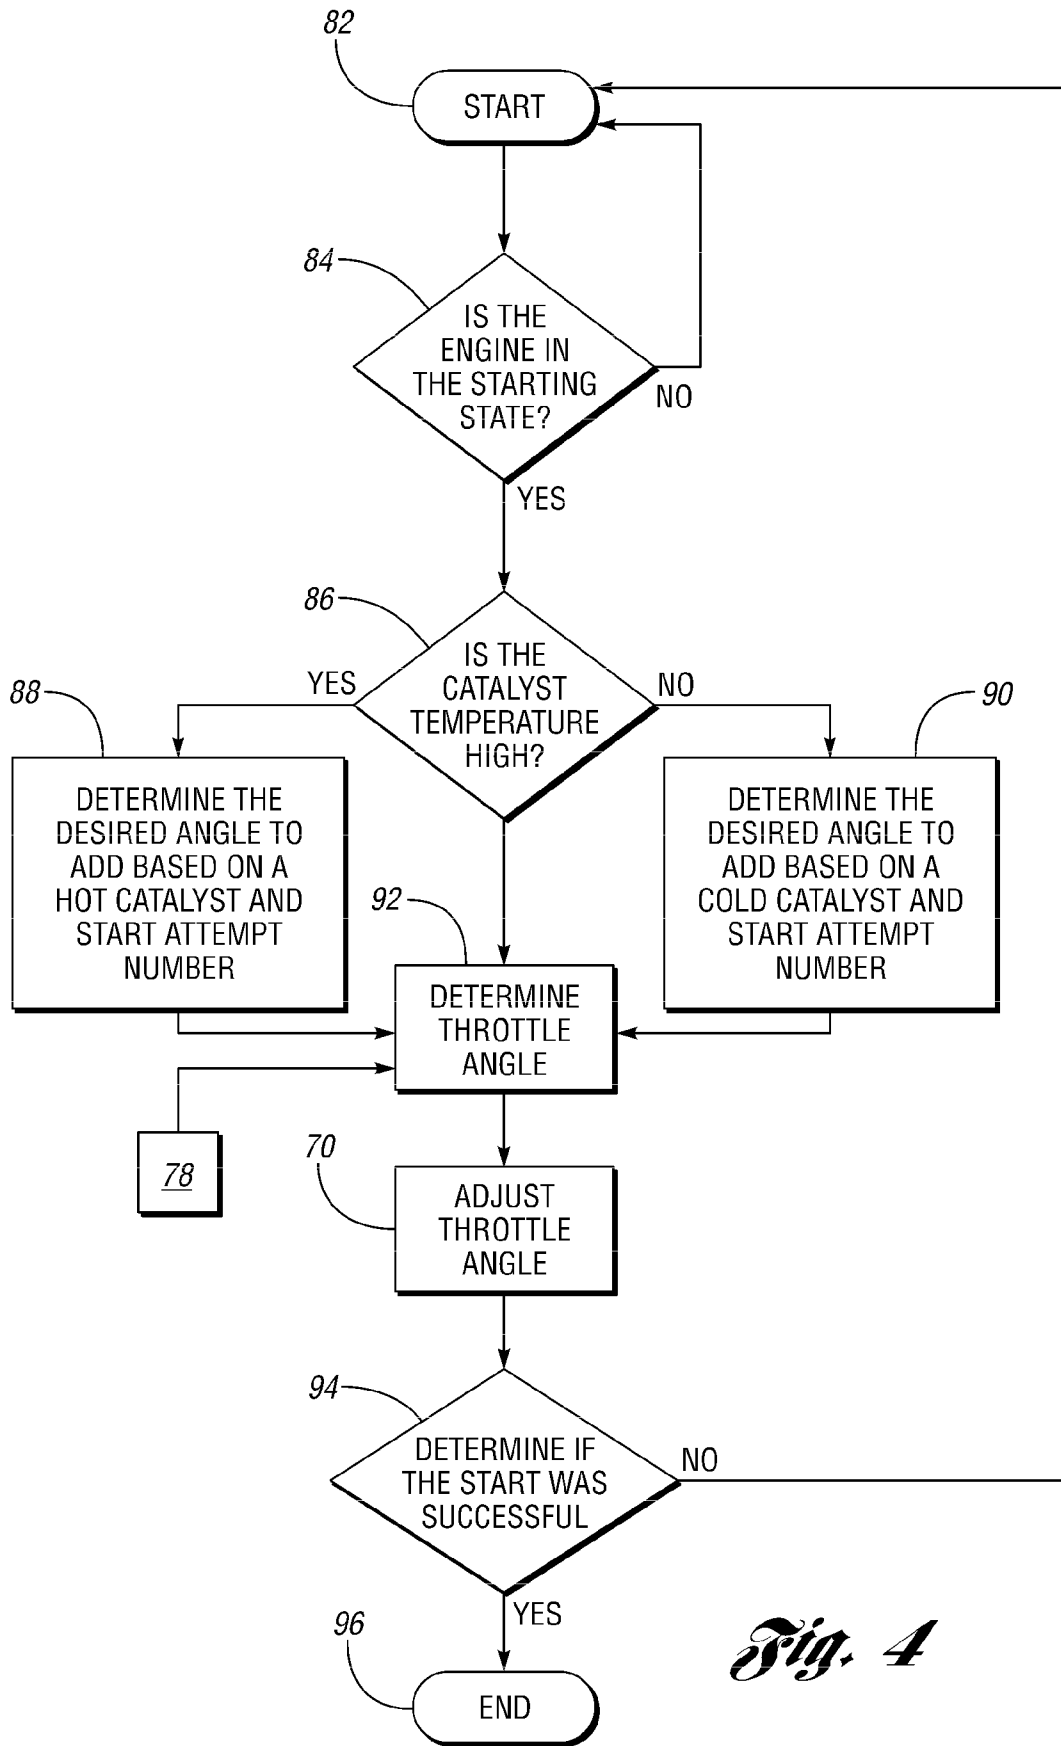 82
START
84
IS THE
ENGINE IN
THE STARTING
STATE?
NO
YES
86
IS THE
CATALYST
TEMPERATURE
HIGH?
YES
NO
88
DETERMINE THE
DESIRED ANGLE TO
ADD BASED ON A
HOT CATALYST AND
START ATTEMPT
NUMBER
90
DETERMINE THE
DESIRED ANGLE TO
ADD BASED ON A
COLD CATALYST AND
START ATTEMPT
NUMBER
92
DETERMINE
THROTTLE
ANGLE
78
70
ADJUST
THROTTLE
ANGLE
94
DETERMINE IF
THE START WAS
SUCCESSFUL
NO
YES
96
END
Fig. 4